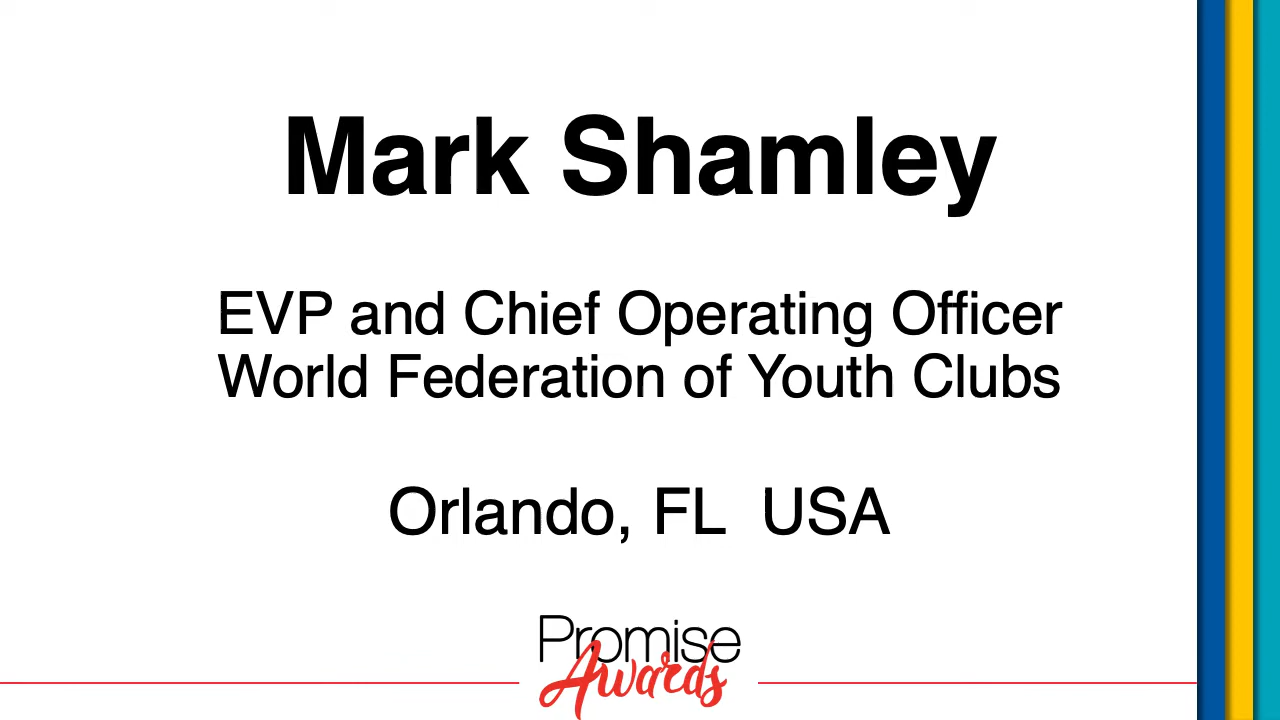 Mark Shamley
EVP and Chief Operating Officer
World Federation of Youth Clubs
Orlando, FL  USA
Promise
Awards